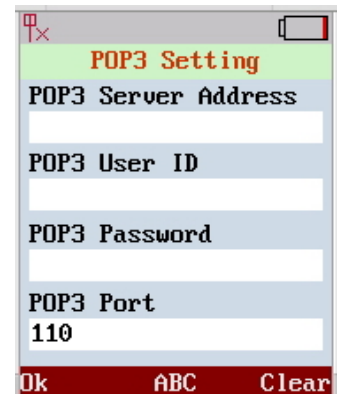 POP3 Setting
POP3 Server Address
POP3 User ID
POP3 Password
POP3 Port
110
Ok ABC Clear